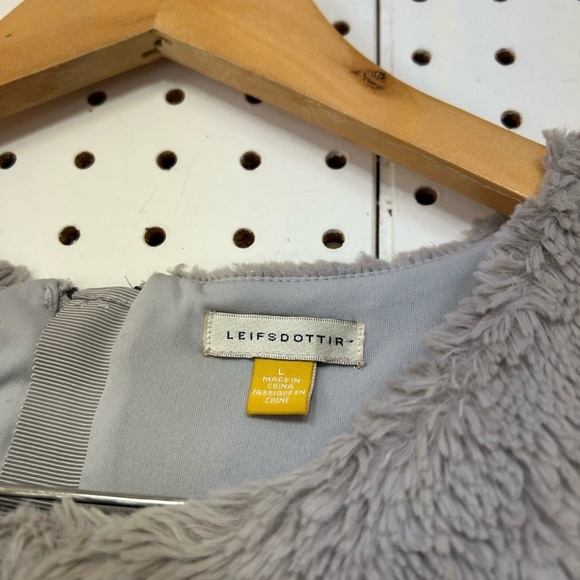 LEIFSDOTTIR
L
MADE IN
CHINA
FABRIQUE EN
CHINE